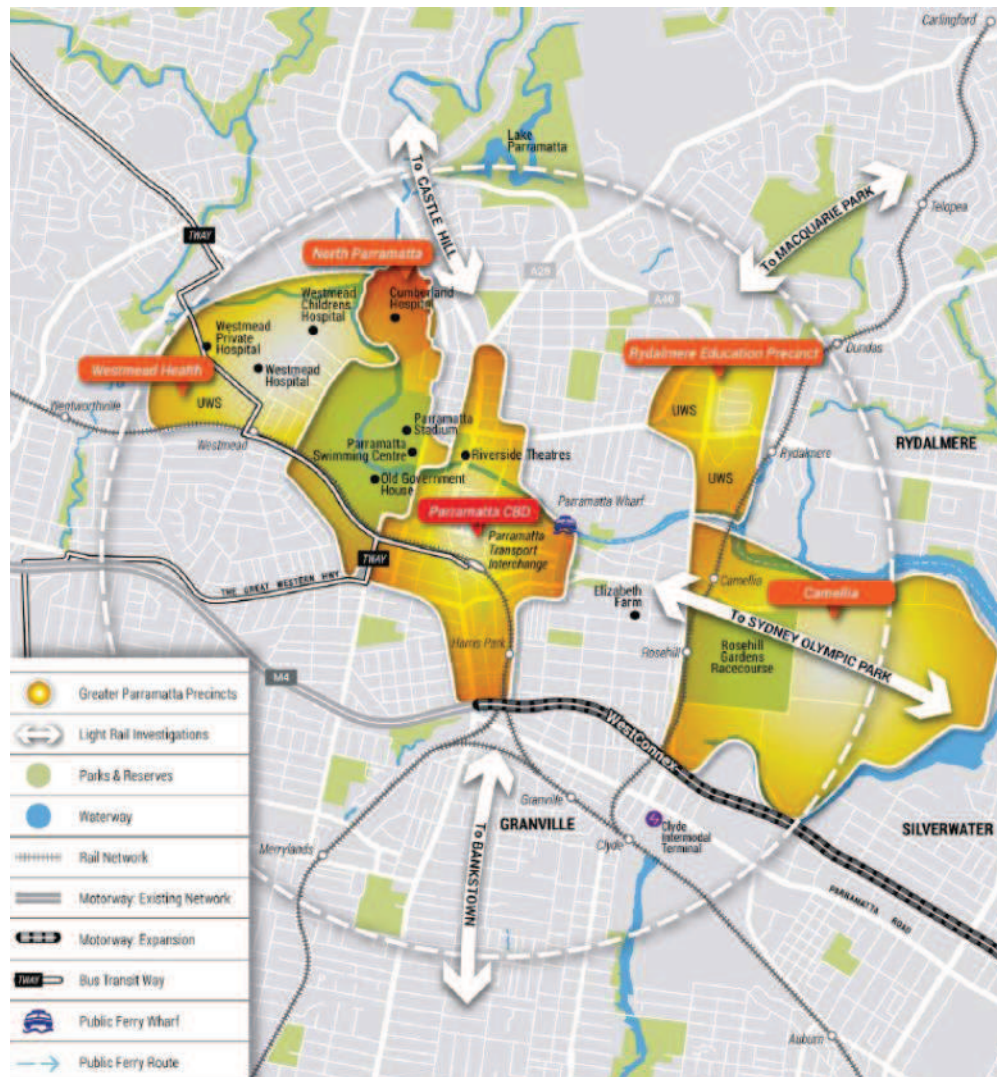 Carlingford
Lake
Parramatta
To CASTLE HILL
To MACQUARIE PARK
Telopea
TWAY
North Parramatta
A28
A40
Westmead
Childrens
Hospital
Cumberland
Hospital
Westmead
Private
Hospital
Westmead
Hospital
Rydalmere Education Precinct
Dundas
Westmead Health
UWS
UWS
Wentworthville
Westmead
Parramatta
Stadium
Parramatta
Swimming Centre
Riverside Theatres
RYDALMERE
Rydalmere
Old Government
House
UWS
Parramatta CBD
Parramatta Wharf
Parramatta
Transport
Interchange
TWAY
THE GREAT WESTERN HWY
Elizabeth
Farm
Camellia
Camellia
To SYDNEY OLYMPIC PARK
Harris Park
Rosehill
Rosehill
Gardens
Racecourse
M4
WestConnex
Granville
GRANVILLE
Clyde
Clyde
Intermodal
Terminal
SILVERWATER
Merrylands
To BANKSTOWN
PARRAMATTA ROAD
Auburn
Greater Parramatta Precincts
Light Rail Investigations
Parks & Reserves
Waterway
Rail Network
Motorway: Existing Network
Motorway: Expansion
TWAY
Bus Transit Way
Public Ferry Wharf
Public Ferry Route